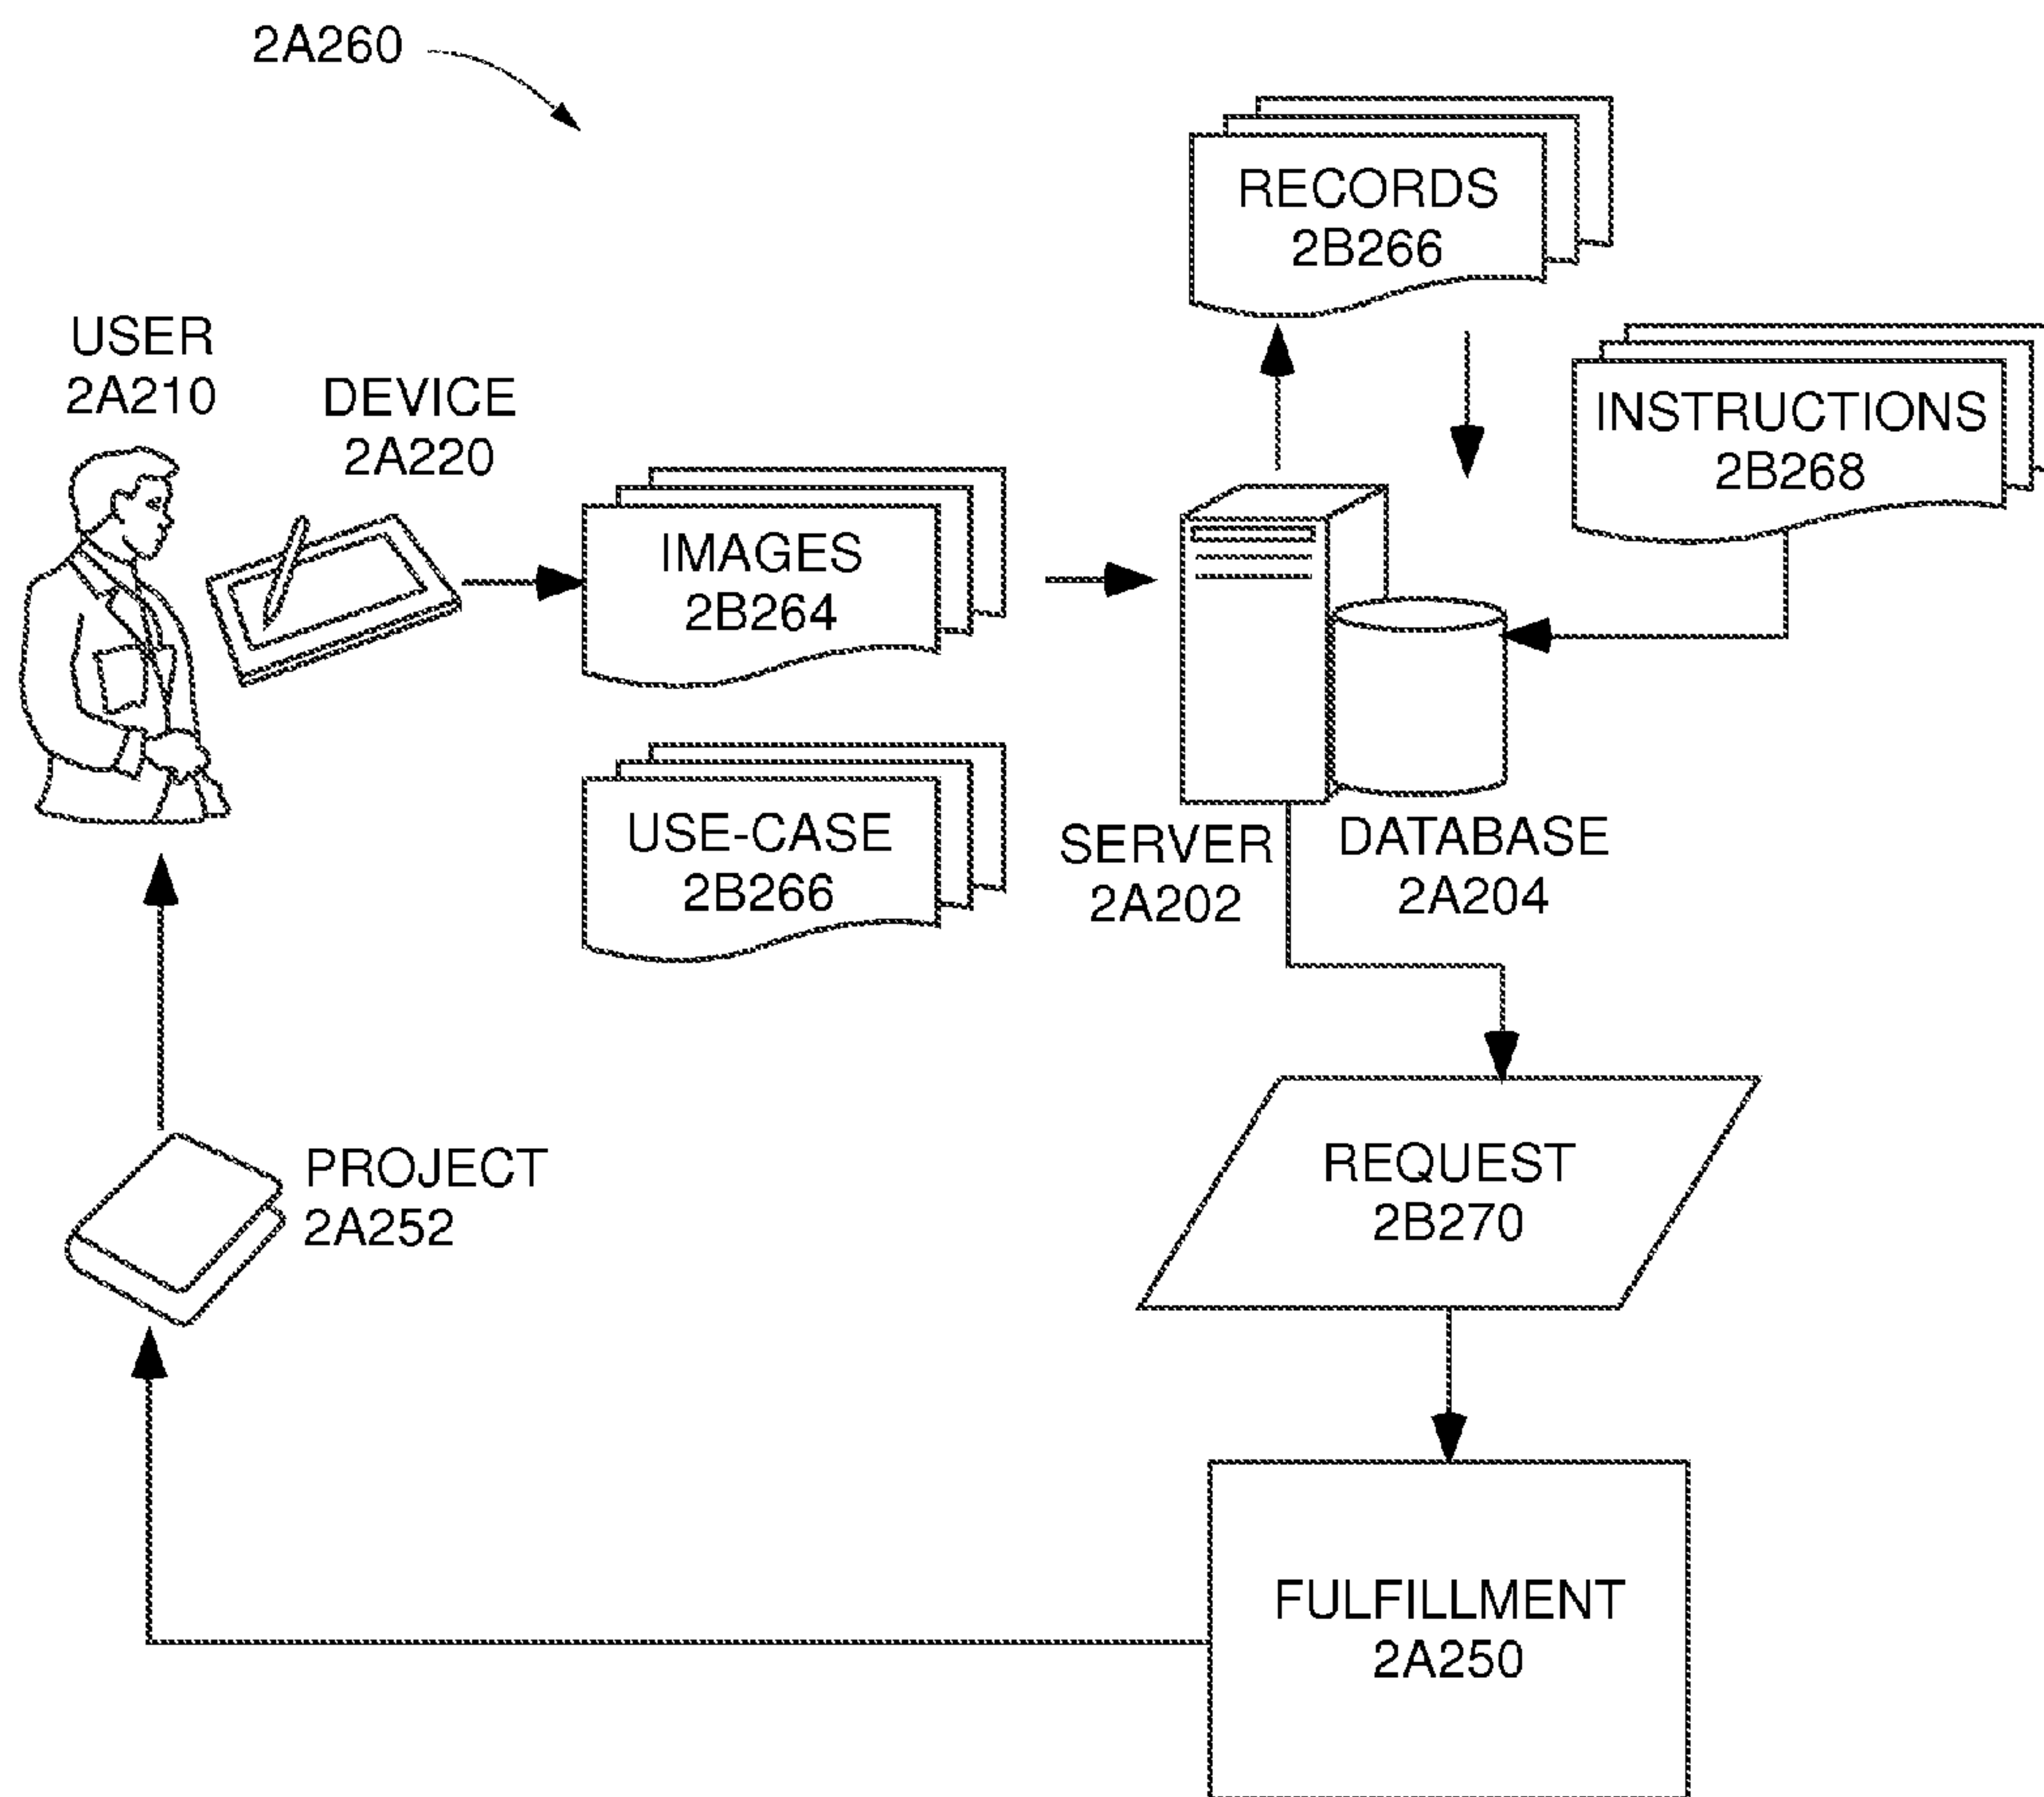 2A260
RECORDS
2B266
USER
2A210
DEVICE
2A220
INSTRUCTIONS
2B268
IMAGES
2B264
USE-CASE
2B266
SERVER
2A202
DATABASE
2A204
PROJECT
2A252
REQUEST
2B270
FULFILLMENT
2A250